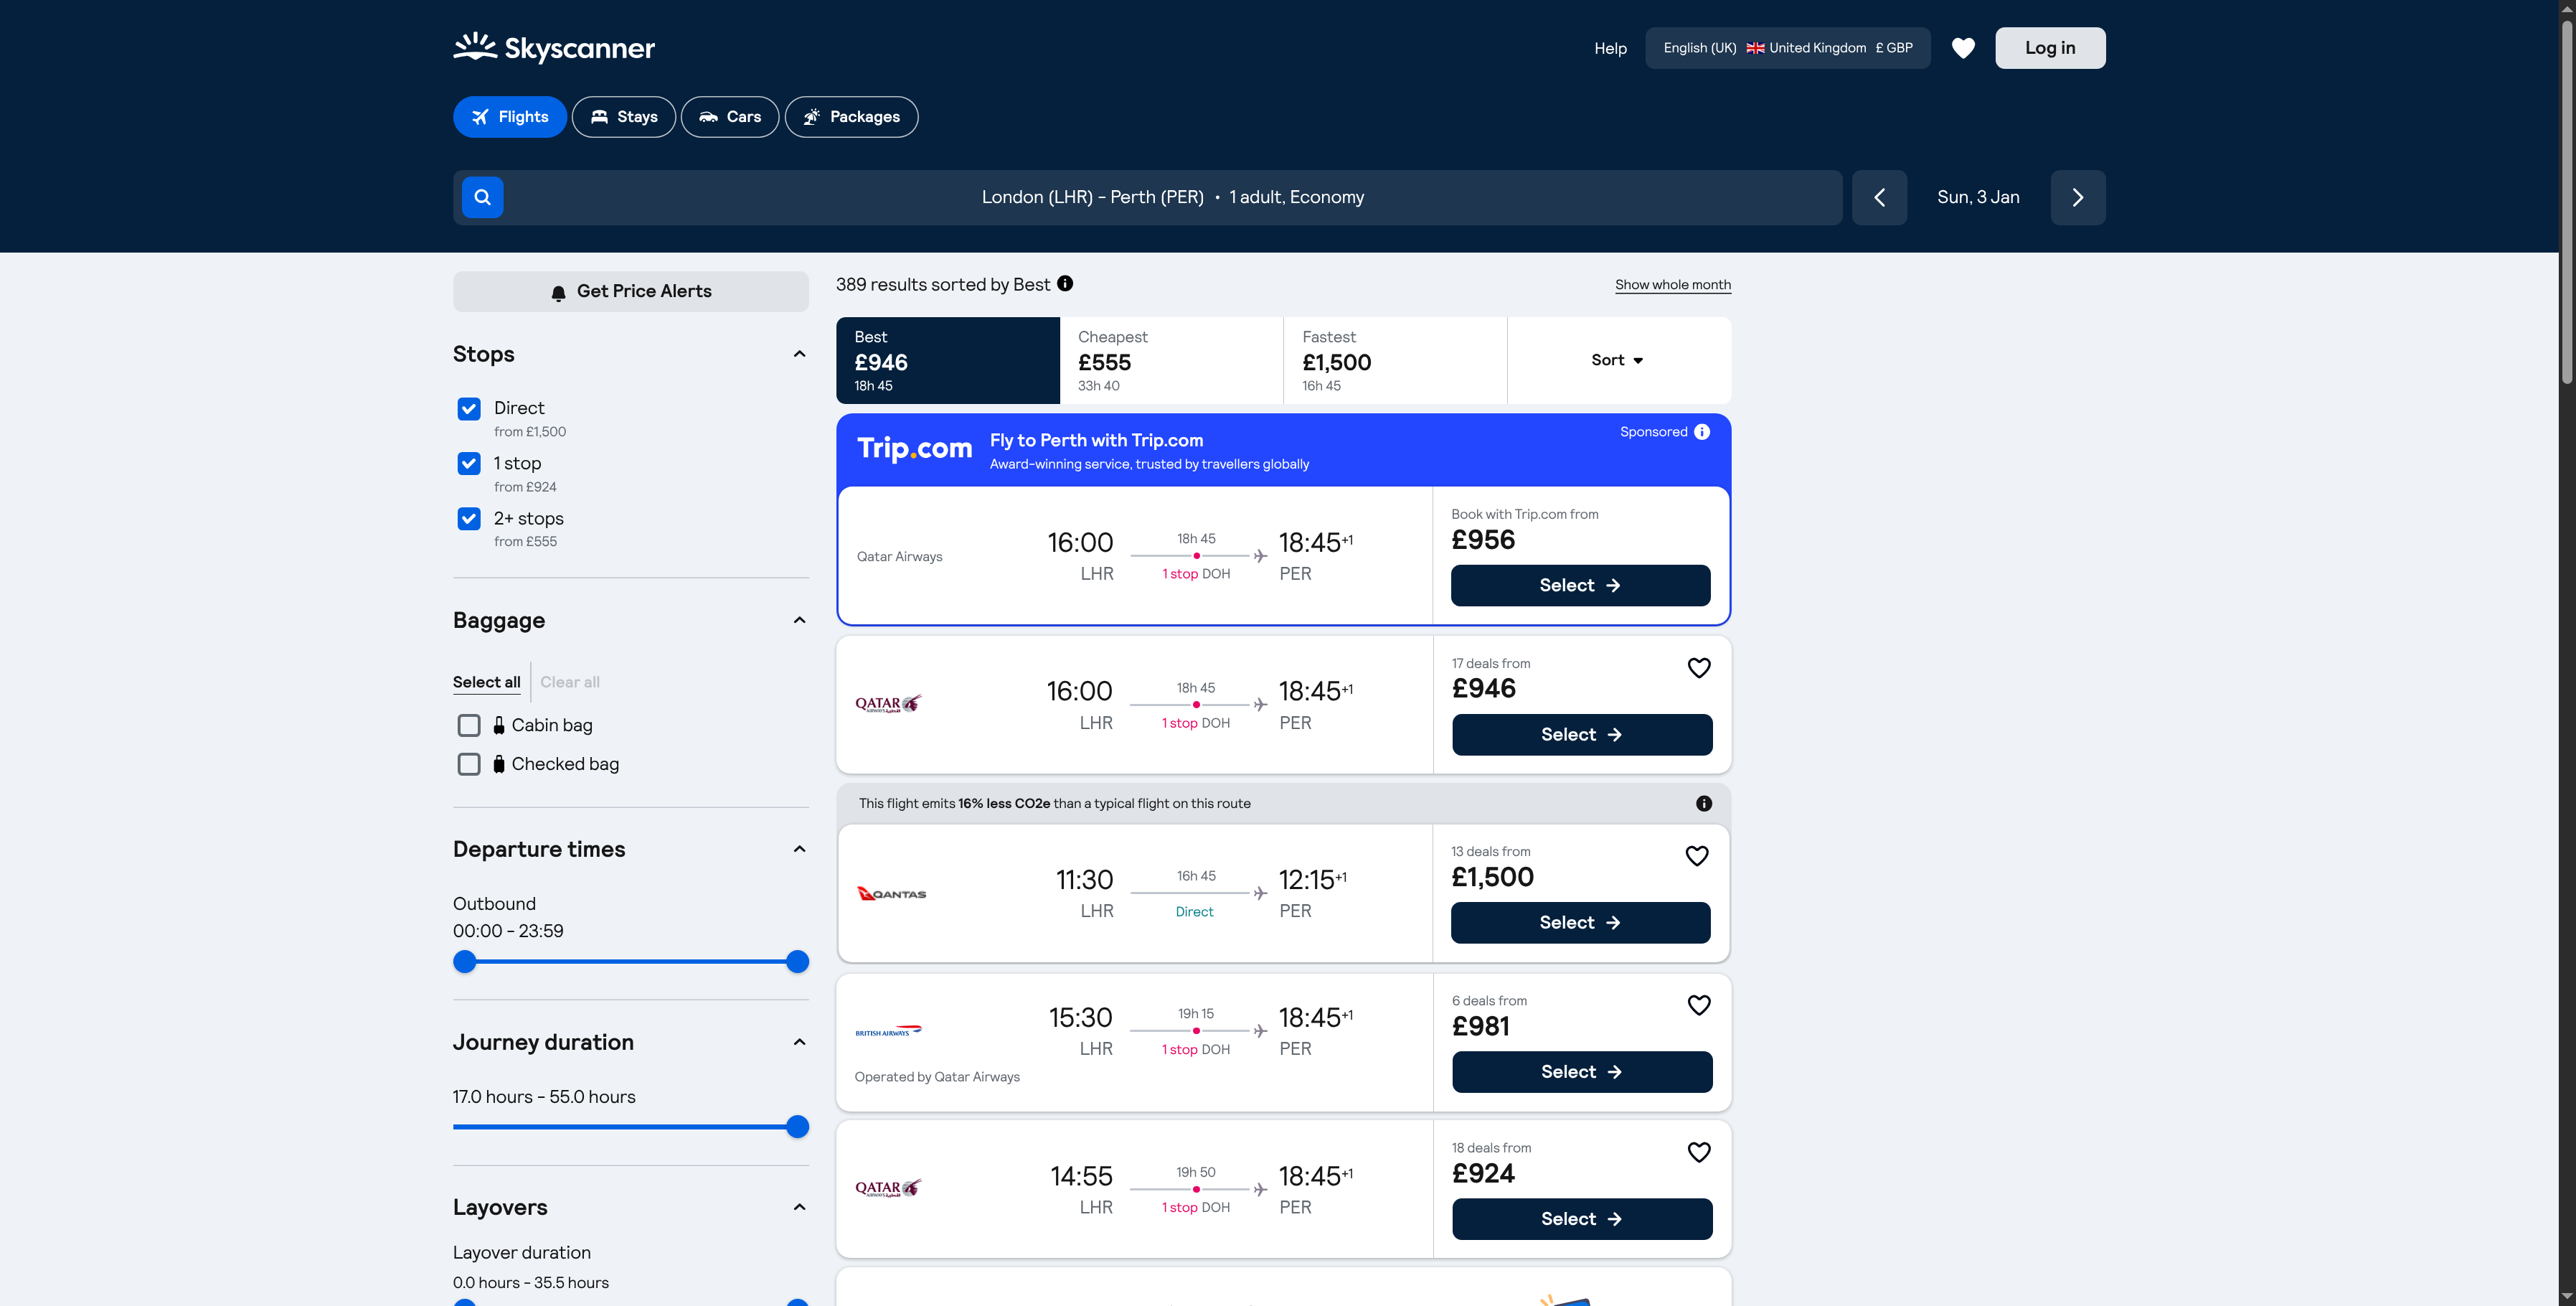 Skyscanner
Help
English (UK) United Kingdom £ GBP
Log in
Flights
Stays
Cars
Packages
London (LHR) - Perth (PER) • 1 adult, Economy
Sun, 3 Jan
Get Price Alerts
Stops
Direct
from £1,500
1 stop
from £924
2+ stops
from £555
Baggage
Select all
Clear all
Cabin bag
Checked bag
Departure times
Outbound
00:00 - 23:59
Journey duration
17.0 hours - 55.0 hours
Layovers
Layover duration
0.0 hours - 35.5 hours
389 results sorted by Best
Show whole month
Best
£946
18h 45
Cheapest
£555
33h 40
Fastest
£1,500
16h 45
Sort
Trip.com
Fly to Perth with Trip.com
Award-winning service, trusted by travellers globally
Sponsored
Qatar Airways
16:00
LHR
18h 45
1 stop DOH
18:45+1
PER
Book with Trip.com from
£956
Select
QATAR
AIRWAYS
16:00
LHR
18h 45
1 stop DOH
18:45+1
PER
17 deals from
£946
Select
This flight emits 16% less CO2e than a typical flight on this route
QANTAS
11:30
LHR
16h 45
Direct
12:15+1
PER
13 deals from
£1,500
Select
BRITISH AIRWAYS
Operated by Qatar Airways
15:30
LHR
19h 15
1 stop DOH
18:45+1
PER
6 deals from
£981
Select
QATAR
AIRWAYS
14:55
LHR
19h 50
1 stop DOH
18:45+1
PER
18 deals from
£924
Select